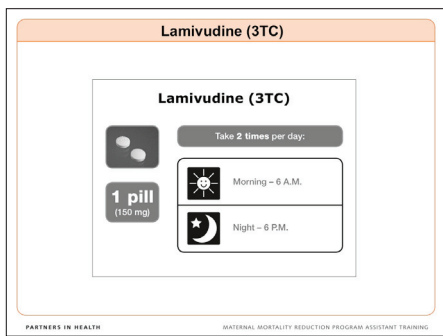 Lamivudine (3TC)
Lamivudine (3TC)
Take 2 times per day:
1 pill
(150 mg)
Morning – 6 A.M.
Night – 6 P.M.
PARTNERS IN HEALTH
MATERNAL MORTALITY REDUCTION PROGRAM ASSISTANT TRAINING